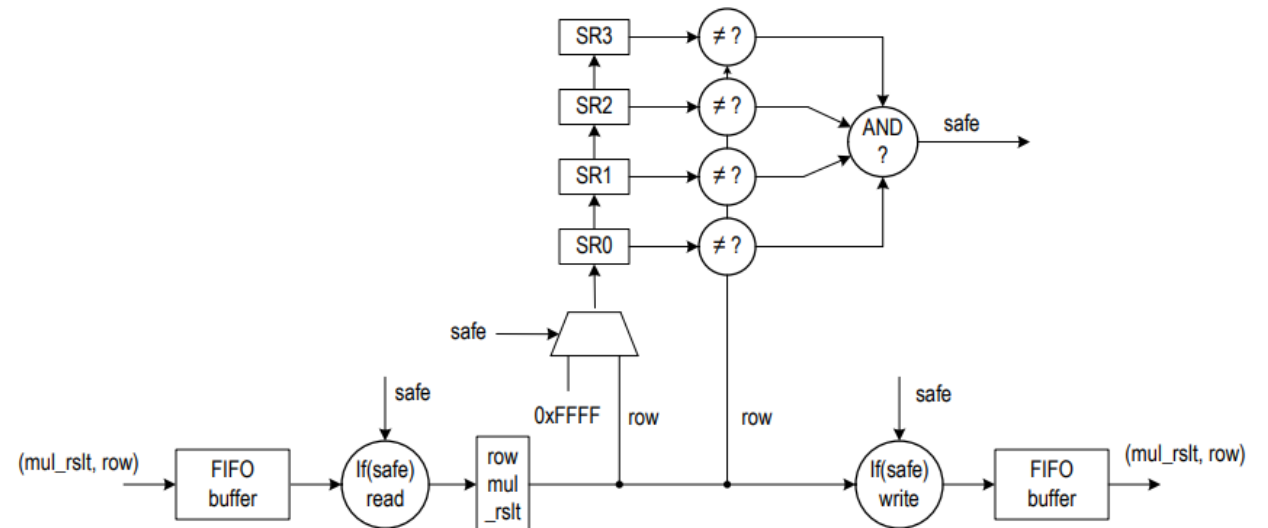 SR3
≠ ?
SR2
≠ ?
AND
?
safe
SR1
≠ ?
SR0
≠ ?
safe
0xFFFF
row
row
safe
safe
(mul_rslt, row)
FIFO
buffer
If(safe)
read
row
mul
_rslt
If(safe)
write
FIFO
buffer
(mul_rslt, row)